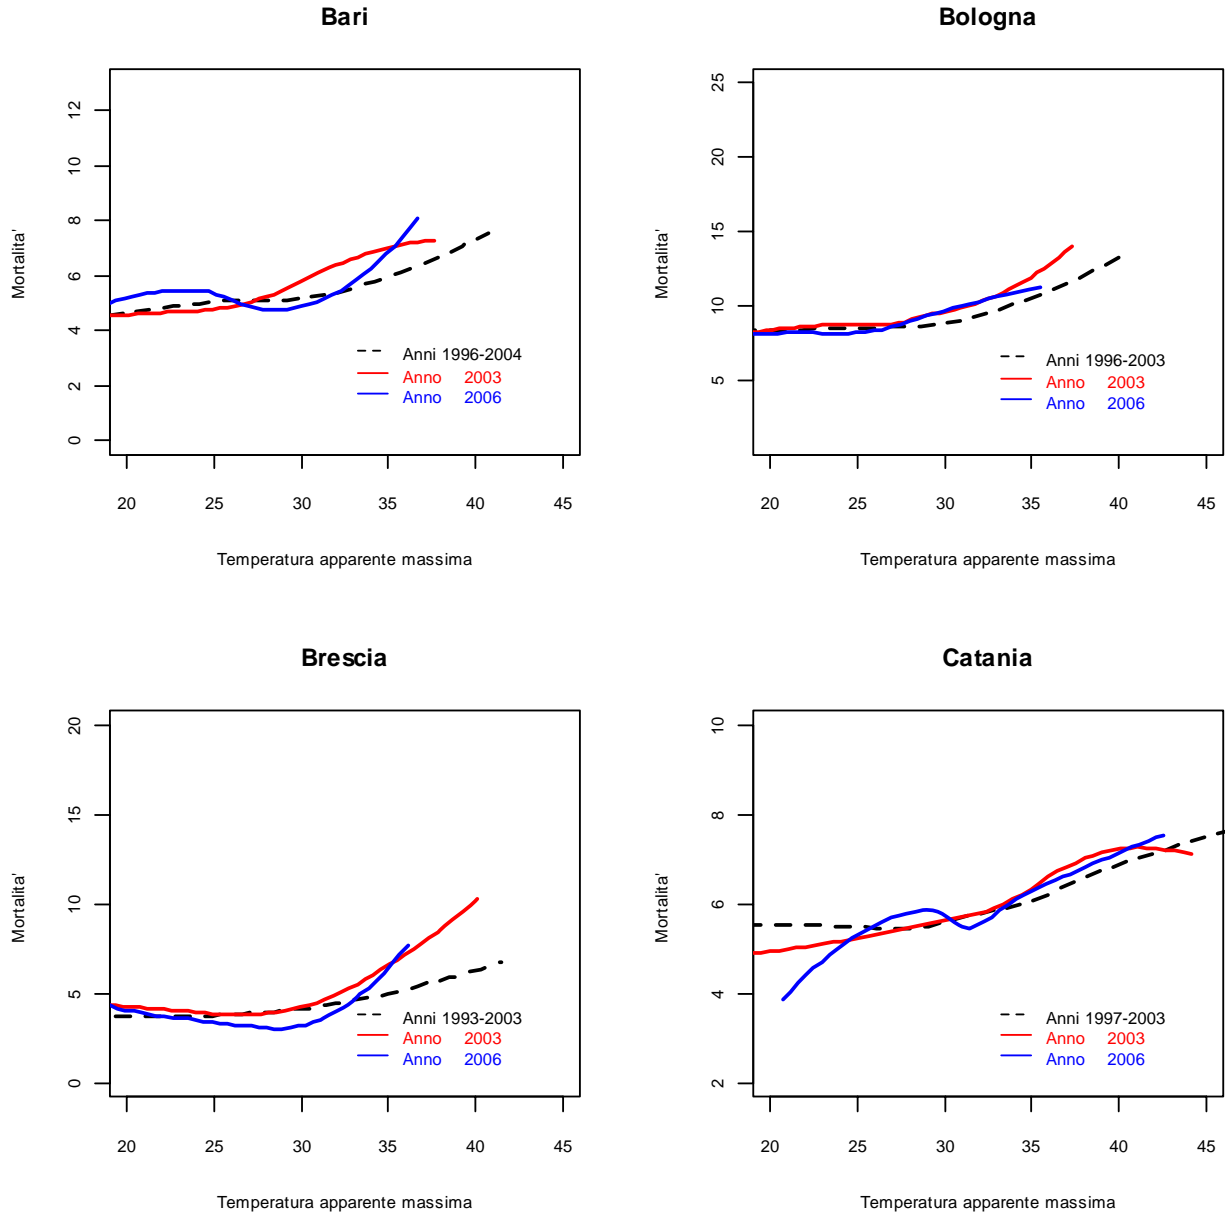 Bari
Mortalita'
12
10
8
6
4
2
0
Anni 1996-2004
Anno 2003
Anno 2006
20 25 30 35 40 45
Temperatura apparente massima
Bologna
Mortalita'
25
20
15
10
5
Anni 1996-2003
Anno 2003
Anno 2006
20 25 30 35 40 45
Temperatura apparente massima
Brescia
Mortalita'
20
15
10
5
0
Anni 1993-2003
Anno 2003
Anno 2006
20 25 30 35 40 45
Temperatura apparente massima
Catania
Mortalita'
10
8
6
4
2
Anni 1997-2003
Anno 2003
Anno 2006
20 25 30 35 40 45
Temperatura apparente massima